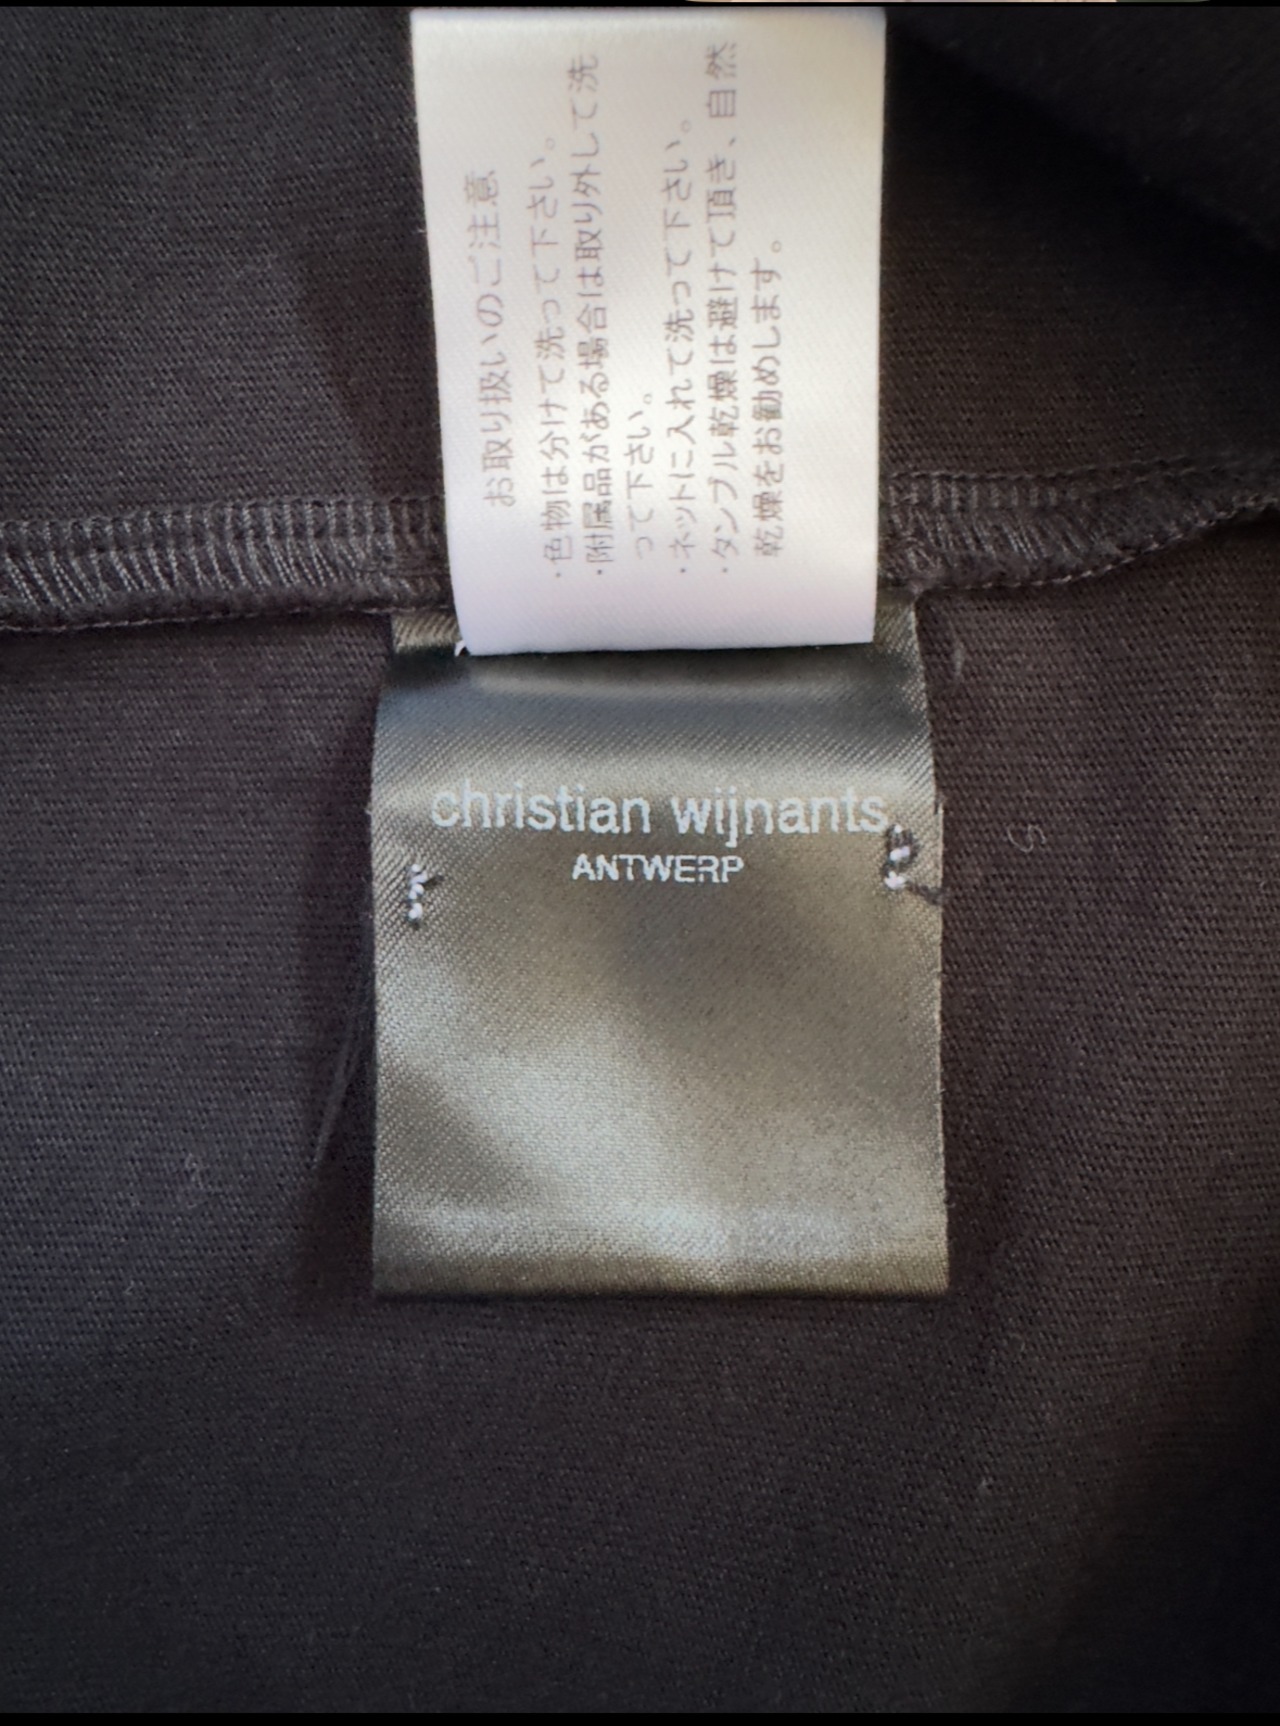 お取り扱いのご注意
・色物は分けて洗って下さい。
・附属品がある場合は取り外して洗
って下さい。
・ネットに入れて洗って下さい。
・タンブル乾燥は避けて頂き、自然
乾燥をお勧めします。
christian wijnants
ANTWERP